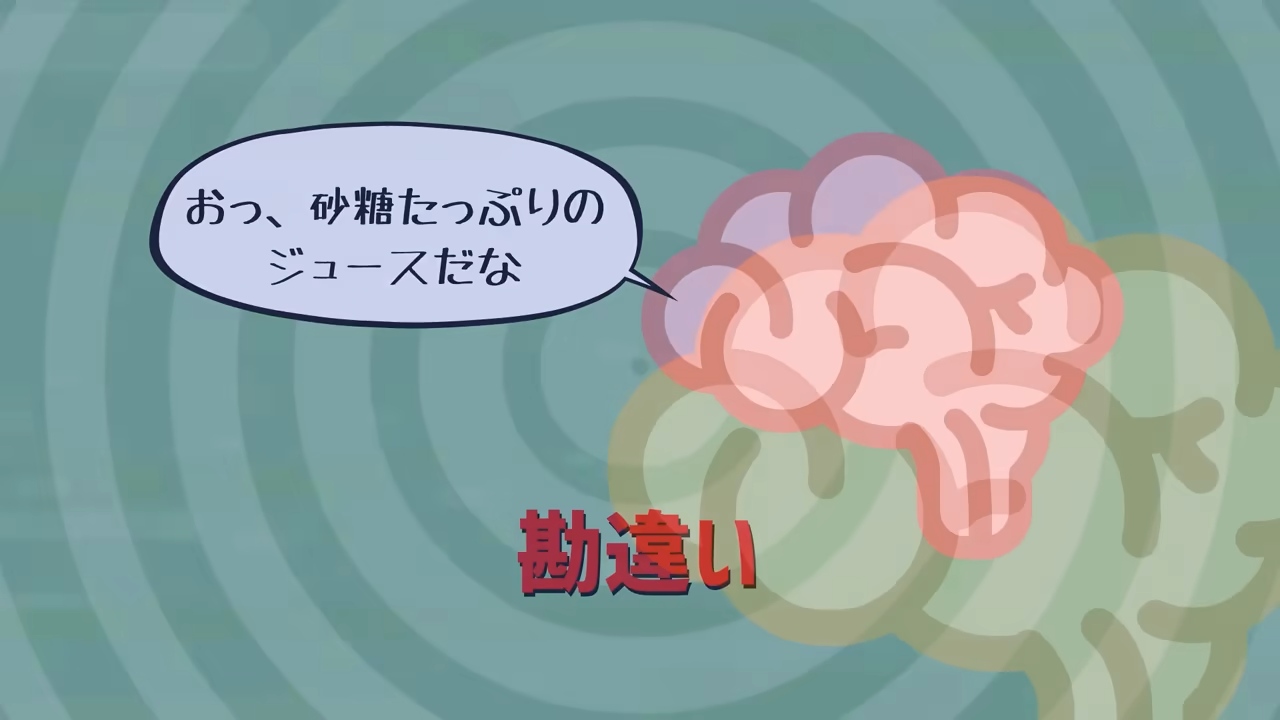 おっ、砂糖たっぷりの
ジュースだな
勘違い